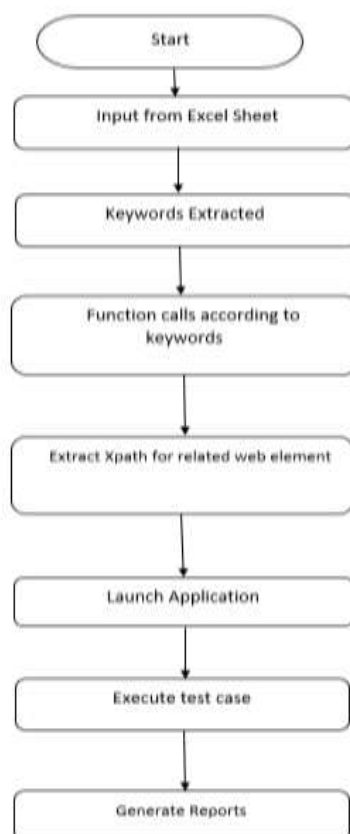 Start
Input from Excel Sheet
Keywords Extracted
Function calls according to
keywords
Extract Xpath for related web element
Launch Application
Execute test case
Generate Reports